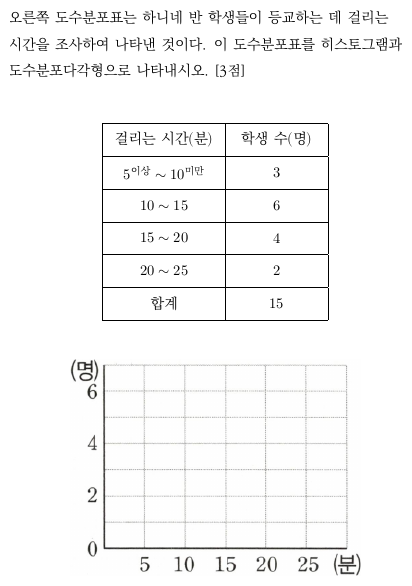 오른쪽 도수분포표는 하니네 반 학생들이 등교하는 데 걸리는
시간을 조사하여 나타낸 것이다. 이 도수분포표를 히스토그램과
도수분포다각형으로 나타내시오. [3점]
걸리는 시간(분) 학생 수(명)
5이상 ~ 10미만 3
10 ~ 15 6
15 ~ 20 4
20 ~ 25 2
합계 15
(명)
6
4
2
0
5 10 15 20 25 (분)